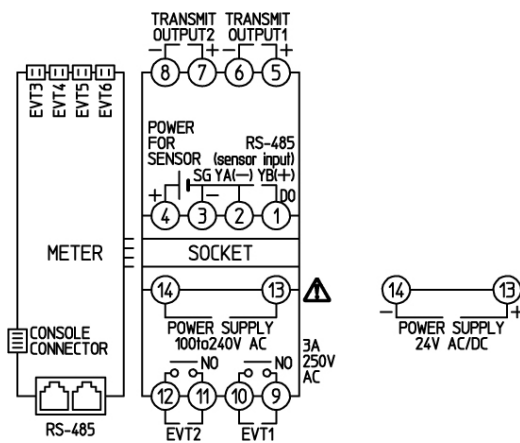 TRANSMIT OUTPUT2
TRANSMIT OUTPUT1
− + − +
8 7 6 5
EVT3
EVT4
EVT5
EVT6
POWER
FOR
SENSOR
RS-485
(sensor input)
SG YA(−) YB(+)
+ − DO
4 3 2 1
METER
SOCKET
14 13
POWER SUPPLY
100to240V AC
CONSOLE
CONNECTOR
3A
250V
AC
NO NO
12 11 10 9
EVT2 EVT1
RS-485
14 13
− +
POWER SUPPLY
24V AC/DC